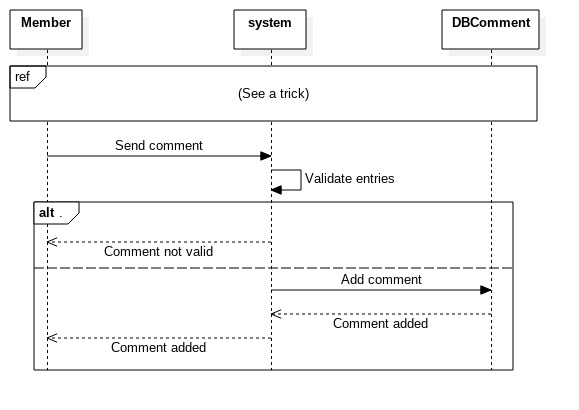 Member
system
DBComment
ref
(See a trick)
Send comment
Validate entries
alt .
Comment not valid
Add comment
Comment added
Comment added